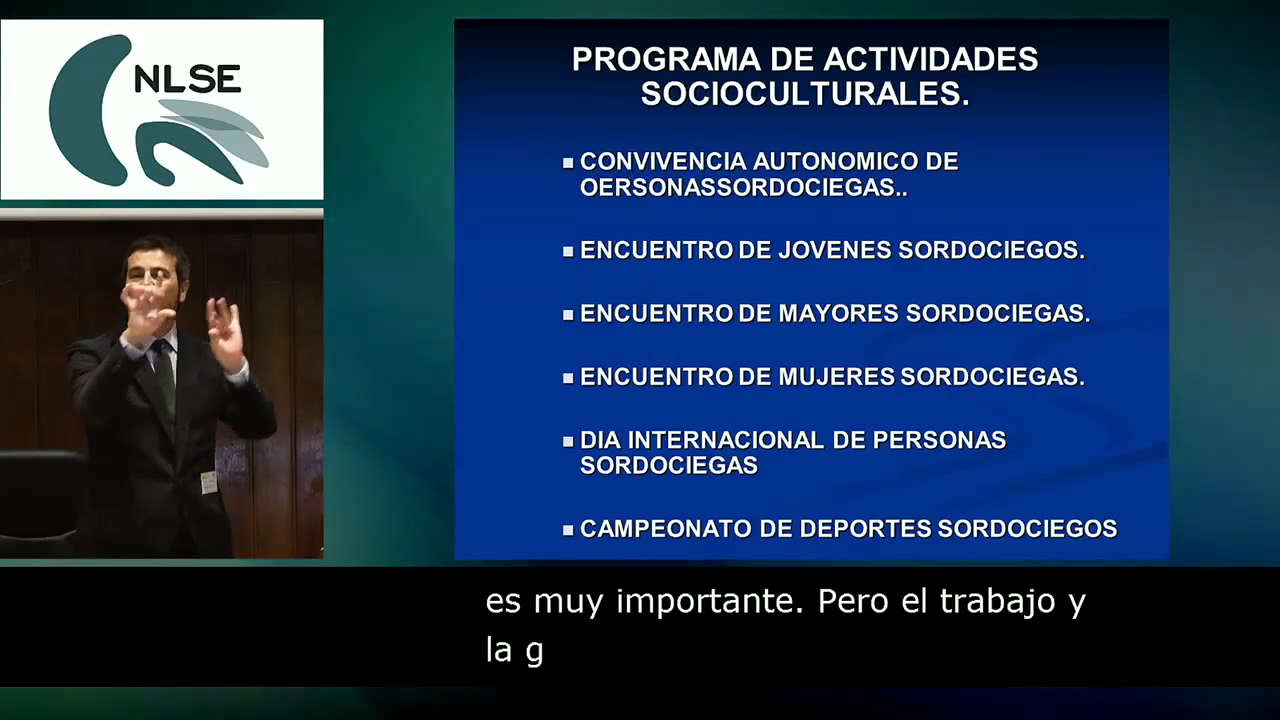 NLSE
PROGRAMA DE ACTIVIDADES
SOCIOCULTURALES.
CONVIVENCIA AUTONOMICO DE
OERSONASSORDOCIEGAS..
ENCUENTRO DE JOVENES SORDOCIEGOS.
ENCUENTRO DE MAYORES SORDOCIEGAS.
ENCUENTRO DE MUJERES SORDOCIEGAS.
DIA INTERNACIONAL DE PERSONAS
SORDOCIEGAS
CAMPEONATO DE DEPORTES SORDOCIEGOS
es muy importante. Pero el trabajo y
la g